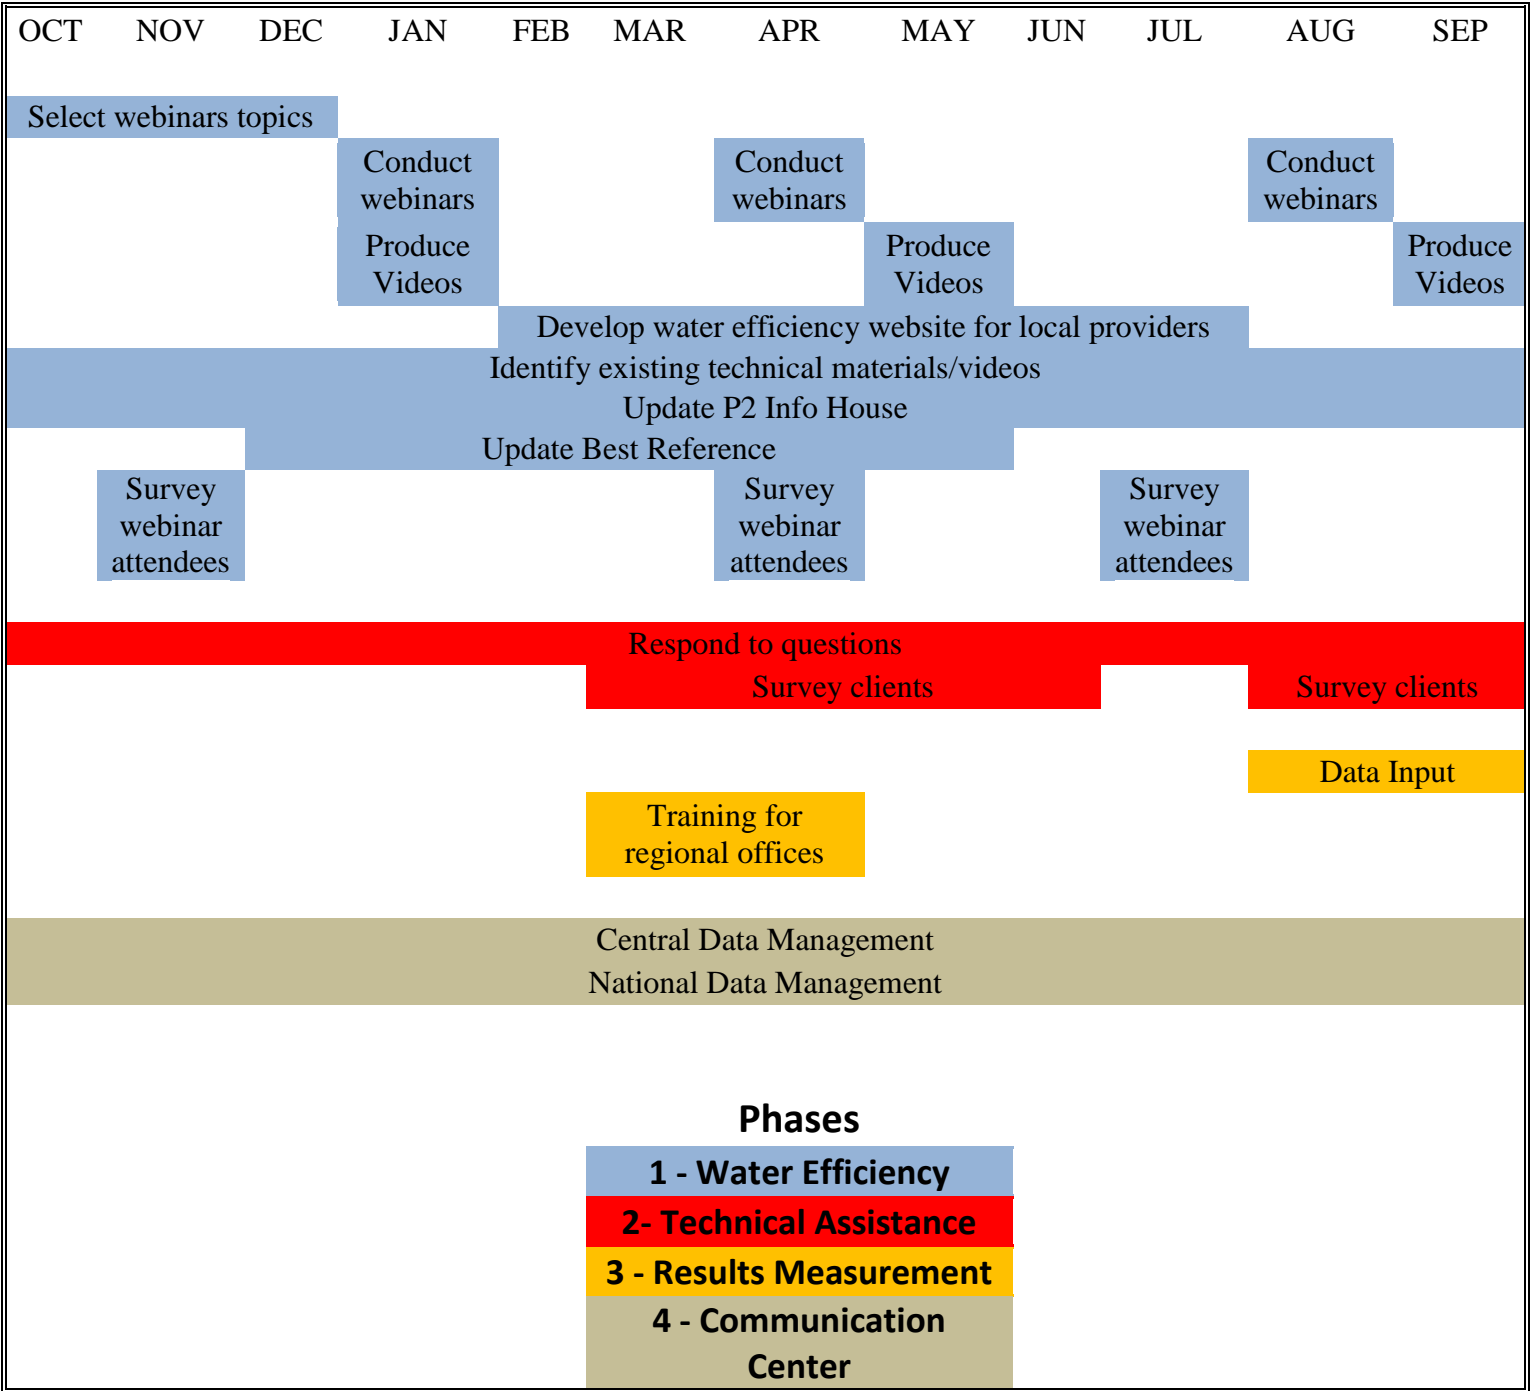 OCT NOV DEC JAN FEB MAR APR MAY JUN JUL AUG SEP
Select webinars topics
Conduct Conduct Conduct
webinars webinars webinars
Produce Produce Produce
Videos Videos Videos
Develop water efficiency website for local providers
Identify existing technical materials/videos
Update P2 Info House
Update Best Reference
Survey Survey Survey
webinar webinar webinar
attendees attendees attendees
Respond to questions
Survey clients Survey clients
Data Input
Training for
regional offices
Central Data Management
National Data Management
Phases
1 - Water Efficiency
2- Technical Assistance
3 - Results Measurement
4 - Communication
Center